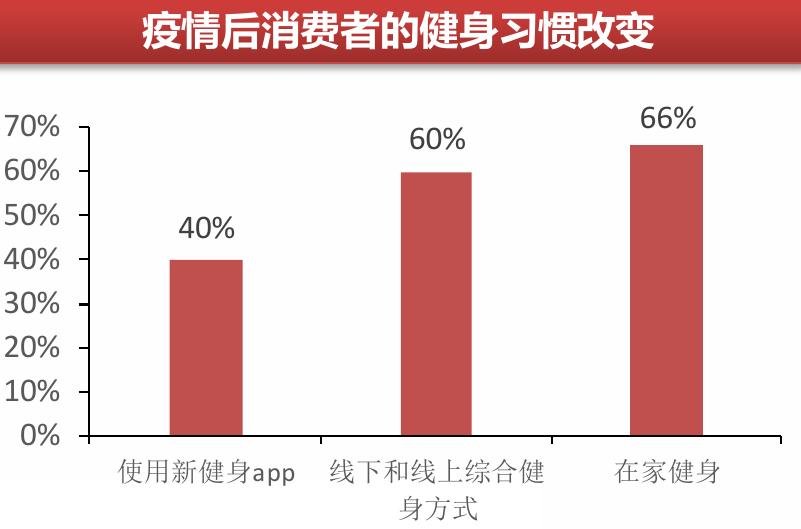 疫情后消费者的健身习惯改变
70%
60%
50%
40%
30%
20%
10%
0%
40%
60%
66%
使用新健身app
线下和线上综合健
身方式
在家健身